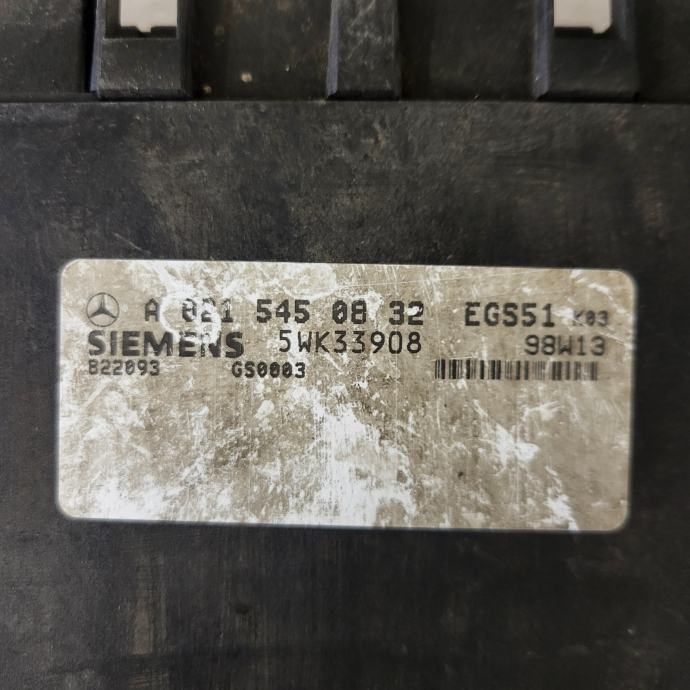 A 021 545 08 32 EGS51 K03
SIEMENS 5WK33908 98W13
B22093 GS0003